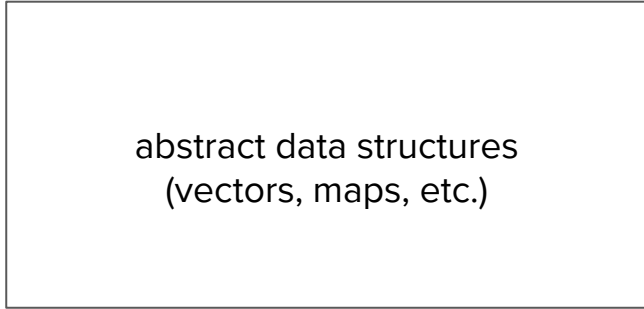 abstract data structures
(vectors, maps, etc.)